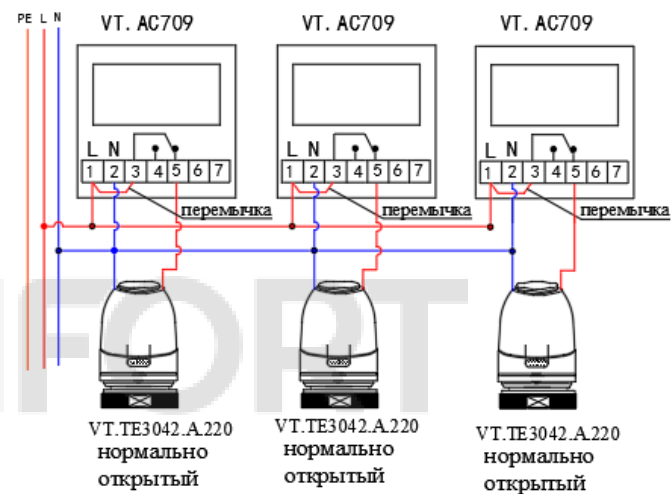 PE L N
VT. AC709
VT. AC709
VT. AC709
L N
1 2 3 4 5 6 7
L N
1 2 3 4 5 6 7
L N
1 2 3 4 5 6 7
перемычка
перемычка
перемычка
VT.TE3042.A.220
нормально
открытый
VT.TE3042.A.220
нормально
открытый
VT.TE3042.A.220
нормально
открытый